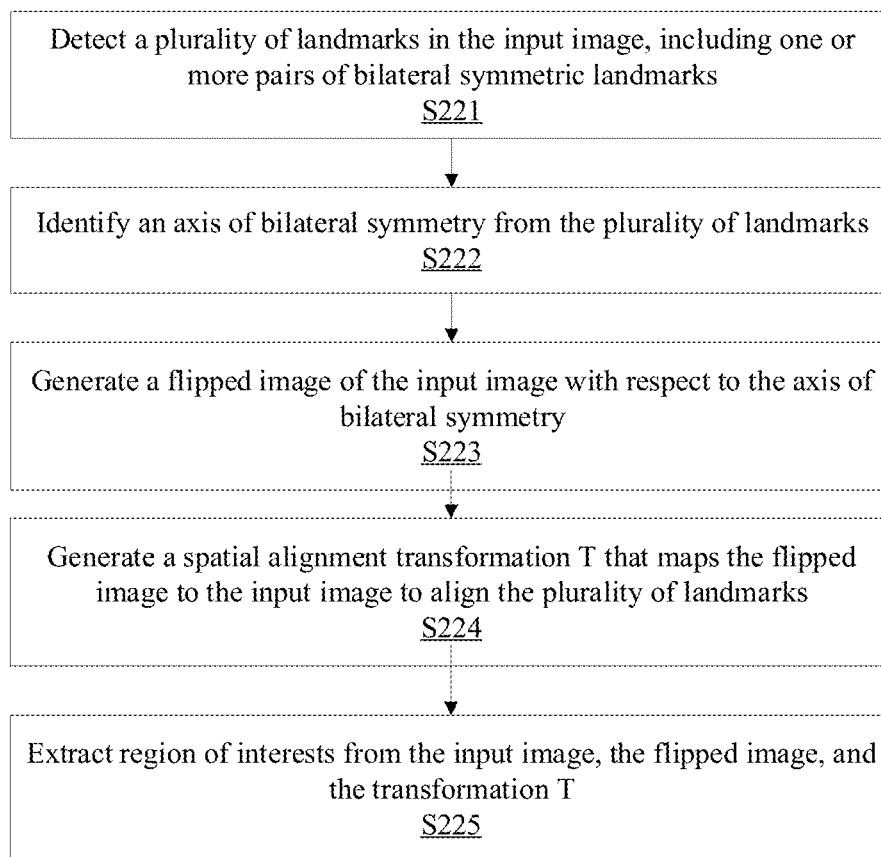 Detect a plurality of landmarks in the input image, including one or
more pairs of bilateral symmetric landmarks
S221
Identify an axis of bilateral symmetry from the plurality of landmarks
S222
Generate a flipped image of the input image with respect to the axis of
bilateral symmetry
S223
Generate a spatial alignment transformation T that maps the flipped
image to the input image to align the plurality of landmarks
S224
Extract region of interests from the input image, the flipped image, and
the transformation T
S225